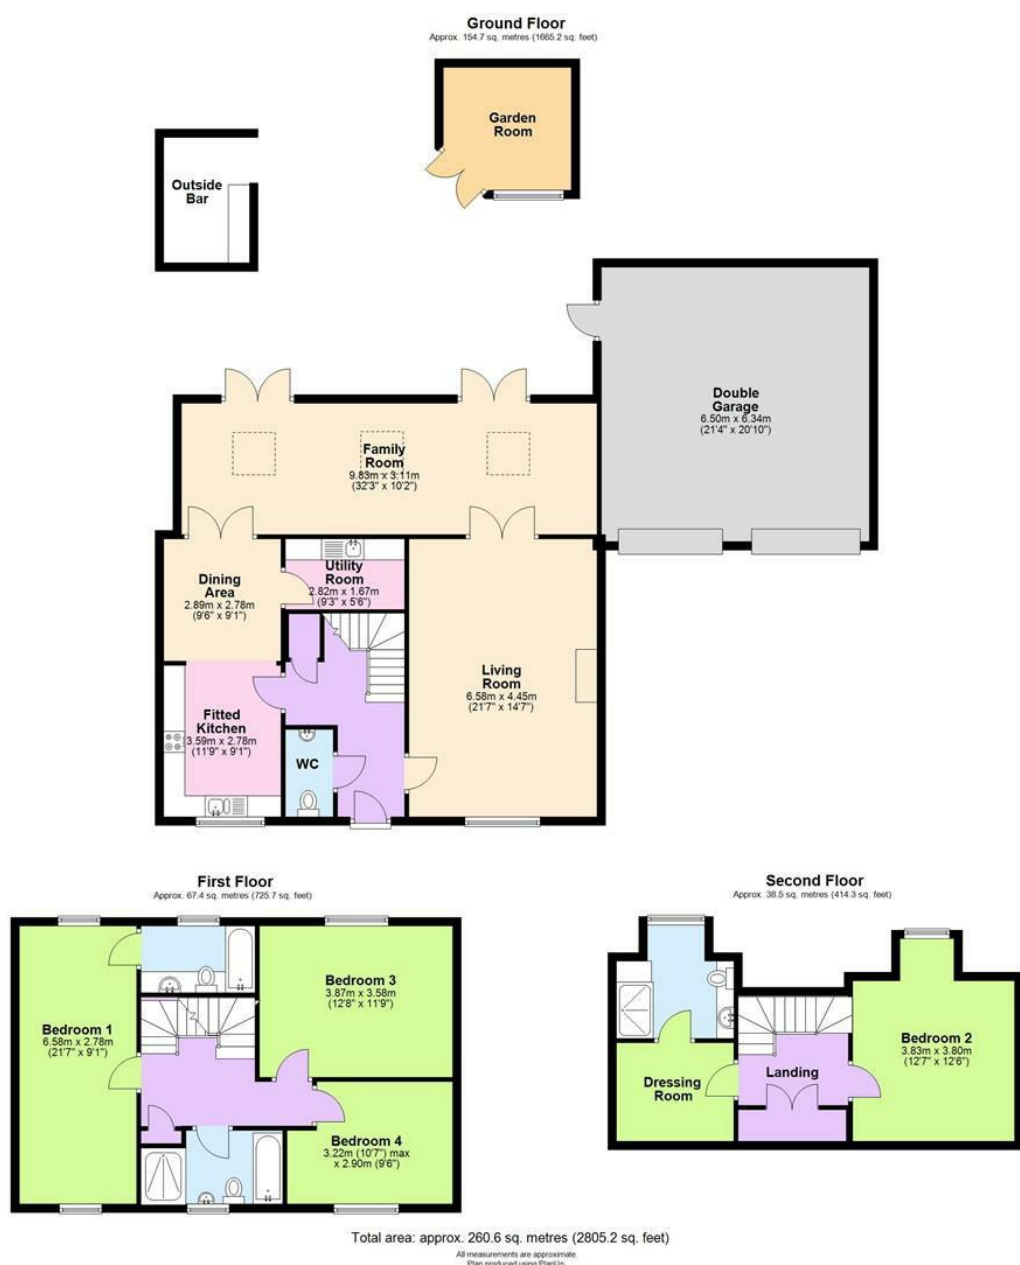 Ground Floor
Approx. 154.7 sq. metres (1665.2 sq. feet)
Garden
Room
Outside
Bar
Double
Garage
6.50m x 6.34m
(21'4" x 20'10")
Family
Room
9.83m x 3.11m
(32'3" x 10'2")
Dining
Area
2.89m x 2.78m
(9'6" x 9'1")
Utility
Room
2.82m x 1.67m
(9'3" x 5'6")
Living
Room
6.58m x 4.45m
(21'7" x 14'7")
Fitted
Kitchen
3.59m x 2.78m
(11'9" x 9'1")
WC
First Floor
Approx. 67.4 sq. metres (725.7 sq. feet)
Bedroom 3
3.87m x 3.58m
(12'8" x 11'9")
Bedroom 1
6.58m x 2.78m
(21'7" x 9'1")
Bedroom 4
3.22m (10'7") max
x 2.90m (9'6")
Second Floor
Approx. 38.5 sq. metres (414.3 sq. feet)
Bedroom 2
3.83m x 3.80m
(12'7" x 12'6")
Landing
Dressing
Room
Total area: approx. 260.6 sq. metres (2805.2 sq. feet)
All measurements are approximate.
Plan produced using PlanUp.